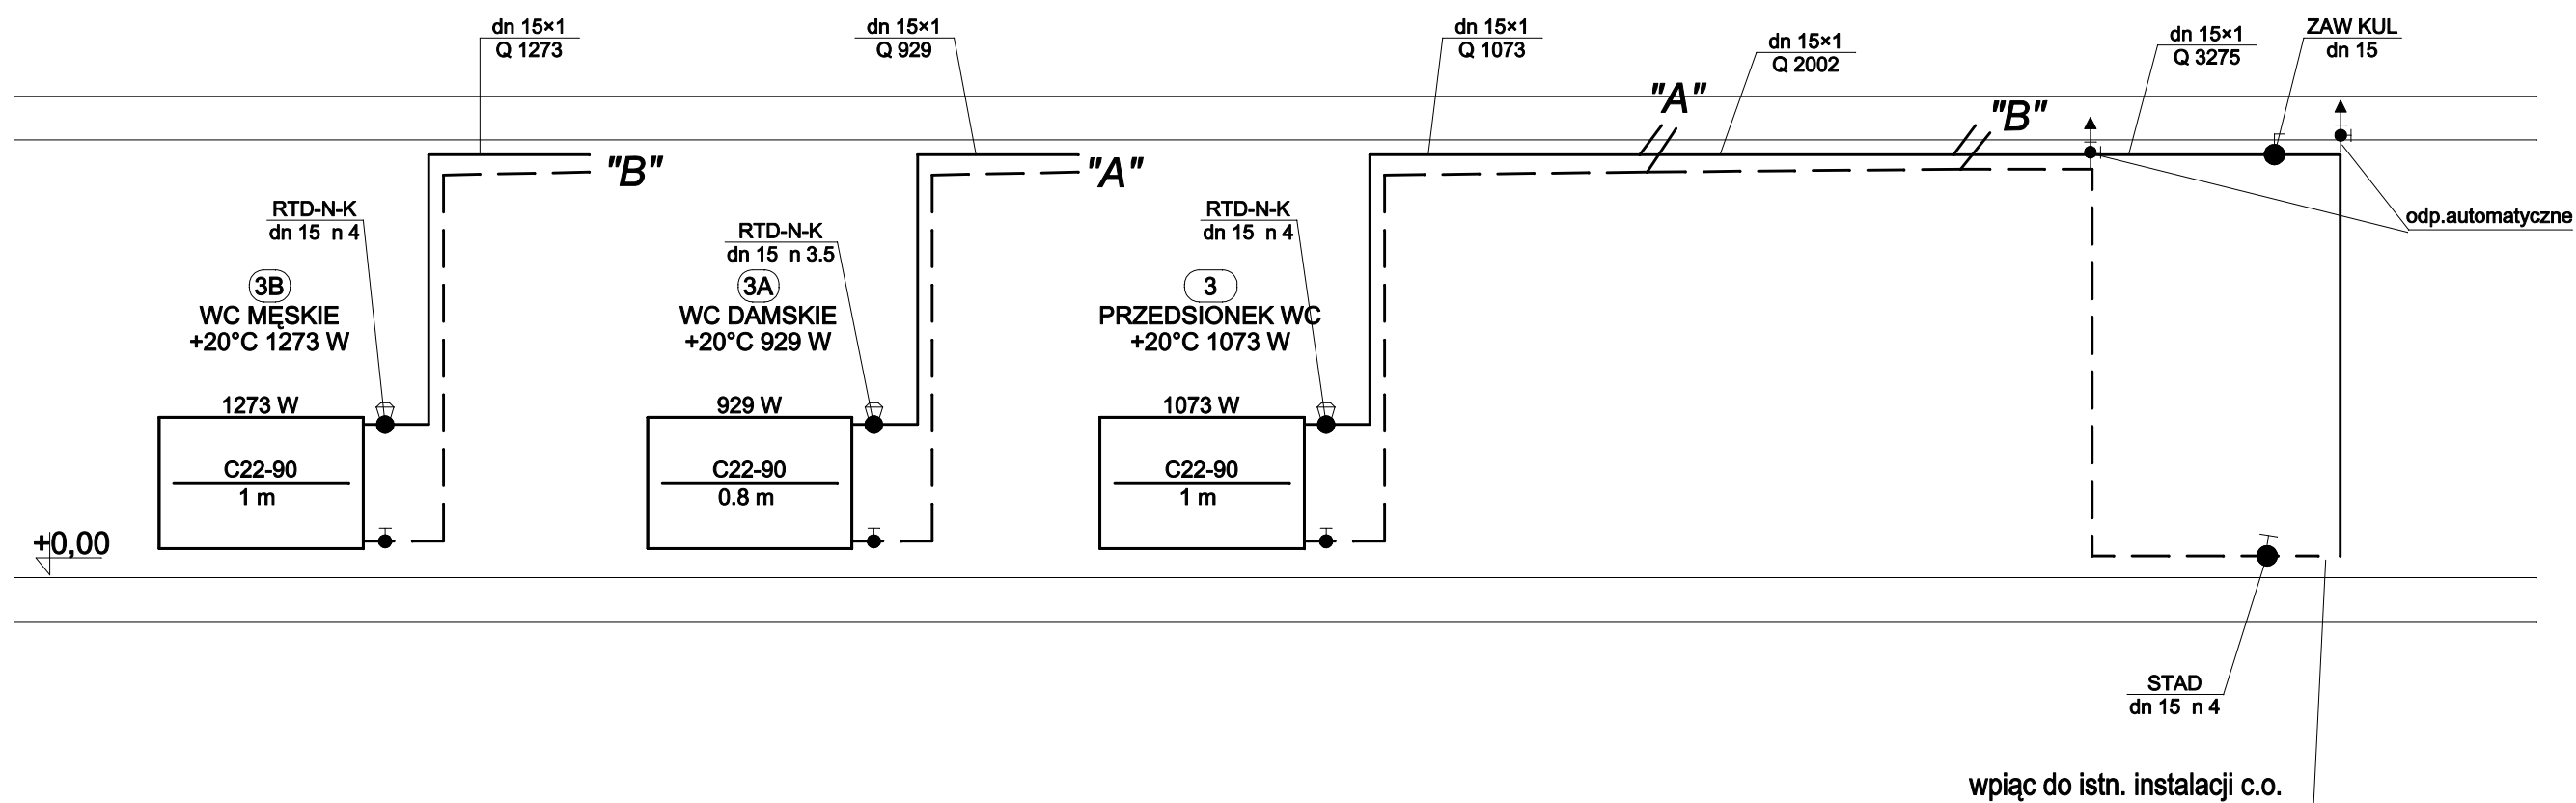 dn 15×1
Q 1273
dn 15×1
Q 929
dn 15×1
Q 1073
dn 15×1
Q 2002
dn 15×1
Q 3275
ZAW KUL
dn 15
"A"
"B"
"B"
"A"
odp.automatyczne
RTD-N-K
dn 15 n 4
RTD-N-K
dn 15 n 3.5
RTD-N-K
dn 15 n 4
3B
WC MĘSKIE
+20°C 1273 W
3A
WC DAMSKIE
+20°C 929 W
3
PRZEDSIONEK WC
+20°C 1073 W
1273 W
C22-90
1 m
929 W
C22-90
0.8 m
1073 W
C22-90
1 m
+0,00
STAD
dn 15 n 4
wpiąc do istn. instalacji c.o.